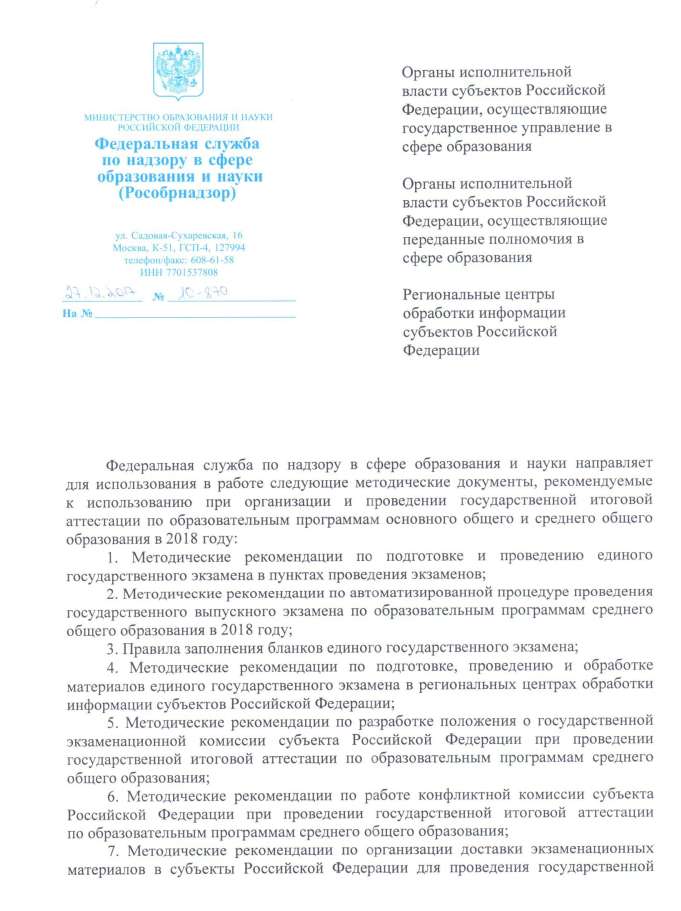 МИНИСТЕРСТВО ОБРАЗОВАНИЯ И НАУКИ
РОССИЙСКОЙ ФЕДЕРАЦИИ
Федеральная служба
по надзору в сфере
образования и науки
(Рособрнадзор)
ул. Садовая-Сухаревская, 16
Москва, К-51, ГСП-4, 127994
телефон/факс: 608-61-58
ИНН 7701537808
27.12.2017 № 10-870
На №
Органы исполнительной
власти субъектов Российской
Федерации, осуществляющие
государственное управление в
сфере образования
Органы исполнительной
власти субъектов Российской
Федерации, осуществляющие
переданные полномочия в
сфере образования
Региональные центры
обработки информации
субъектов Российской
Федерации
Федеральная служба по надзору в сфере образования и науки направляет
для использования в работе следующие методические документы, рекомендуемые
к использованию при организации и проведении государственной итоговой
аттестации по образовательным программам основного общего и среднего общего
образования в 2018 году:
1. Методические рекомендации по подготовке и проведению единого
государственного экзамена в пунктах проведения экзаменов;
2. Методические рекомендации по автоматизированной процедуре проведения
государственного выпускного экзамена по образовательным программам среднего
общего образования в 2018 году;
3. Правила заполнения бланков единого государственного экзамена;
4. Методические рекомендации по подготовке, проведению и обработке
материалов единого государственного экзамена в региональных центрах обработки
информации субъектов Российской Федерации;
5. Методические рекомендации по разработке положения о государственной
экзаменационной комиссии субъекта Российской Федерации при проведении
государственной итоговой аттестации по образовательным программам среднего
общего образования;
6. Методические рекомендации по работе конфликтной комиссии субъекта
Российской Федерации при проведении государственной итоговой аттестации
по образовательным программам среднего общего образования;
7. Методические рекомендации по организации доставки экзаменационных
материалов в субъекты Российской Федерации для проведения государственной